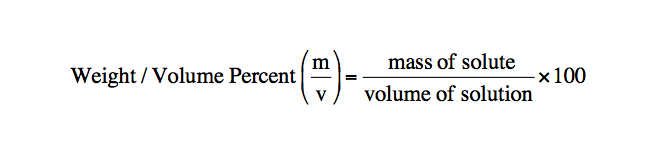 Weight / Volume Percent (m/v) = mass of solute/volume of solution × 100